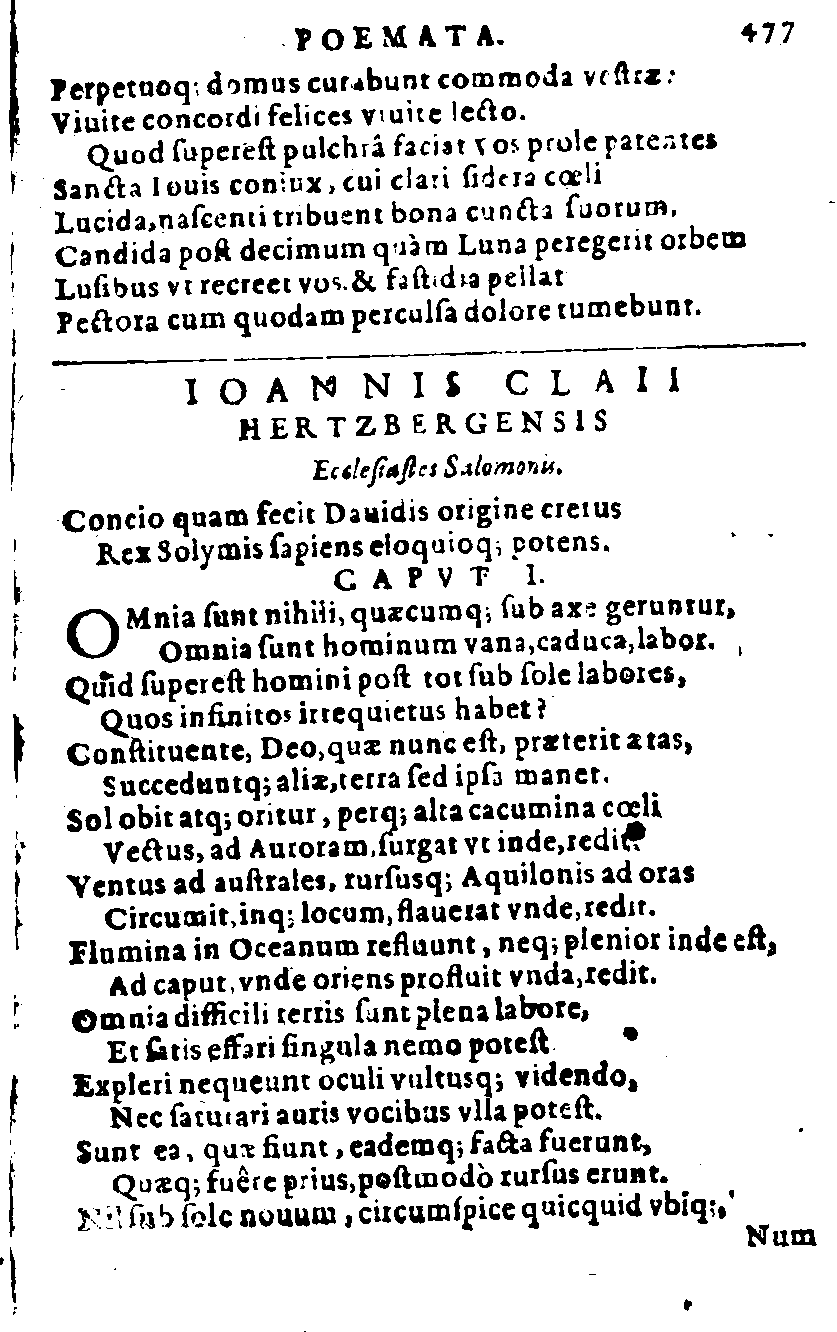 POEMATA. 477
Perpetuoq; domus curabunt commoda vestræ:
Viuite concordi felices viuite lecto.
Quod ſupereſt pulchrâ faciat vos prole parentes
Sancta Iouis coniux, cui clari ſidera cœli
Lucida, naſcenti tribuent bona cuncta ſuorum,
Candida poſt decimum quàm Luna peregerit orbem
Luſibus vt recreet vos. & faſtidia pellat
Pectora cum quodam perculſa dolore tumebunt.
IOANNIS CLAII
HERTZBERGENSIS
Eccleſiaſtes Salomonis.
Concio quam fecit Dauidis origine cretus
Rex Solymis ſapiens eloquioq; potens.
CAPVT I.
OMnia ſunt nihili, quæcumq; ſub axe geruntur,
Omnia ſunt hominum vana, caduca, labor.
Quid ſupereſt homini poſt tot ſub ſole labores,
Quos infinitos irrequietus habet?
Conſtituente, Deo, quæ nunc eſt, præterit ætas,
Succeduntq; aliæ, terra ſed ipſa manet.
Sol obit atq; oritur, perq; alta cacumina cœli
Vectus, ad Auroram, ſurgat vt inde, redit.
Ventus ad auſtrales, rurſusq; Aquilonis ad oras
Circumit, inq; locum, flauerat vnde, redit.
Flumina in Oceanum refluunt, neq; plenior inde eſt,
Ad caput, vnde oriens profluit vnda, redit.
Omnia difficili terris ſunt plena labore,
Et ſatis effari ſingula nemo poteſt
Expleri nequeunt oculi vultusq; videndo,
Nec ſaturari auris vocibus vlla poteſt.
Sunt ea, quæ fiunt, eademq; facta fuerunt,
Quæq; fuêre prius, poſtmodò rurſus erunt.
Nil ſub ſole nouum, circumſpice quicquid vbiq;,
Num